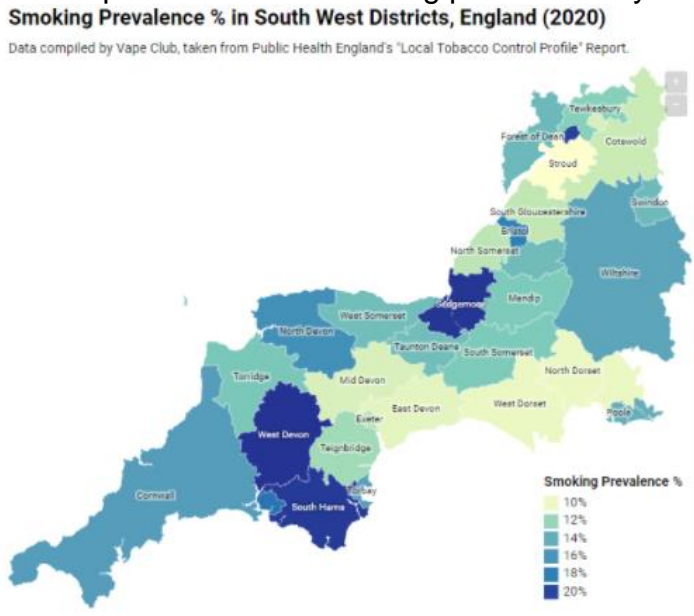 Smoking Prevalence % in South West Districts, England (2020)
Data compiled by Vape Club, taken from Public Health England's "Local Tobacco Control Profile" Report.
Tewkesbury
Forest of Dean
Cotswold
Stroud
South Gloucestershire
Swindon
Bristol
North Somerset
Wiltshire
Sedgemoor
Mendip
West Somerset
North Devon
Taunton Deane
South Somerset
Torridge
Mid Devon
North Dorset
East Devon
West Dorset
Exeter
Poole
West Devon
Teignbridge
Torbay
Cornwall
South Hams
Smoking Prevalence %
10%
12%
14%
16%
18%
20%